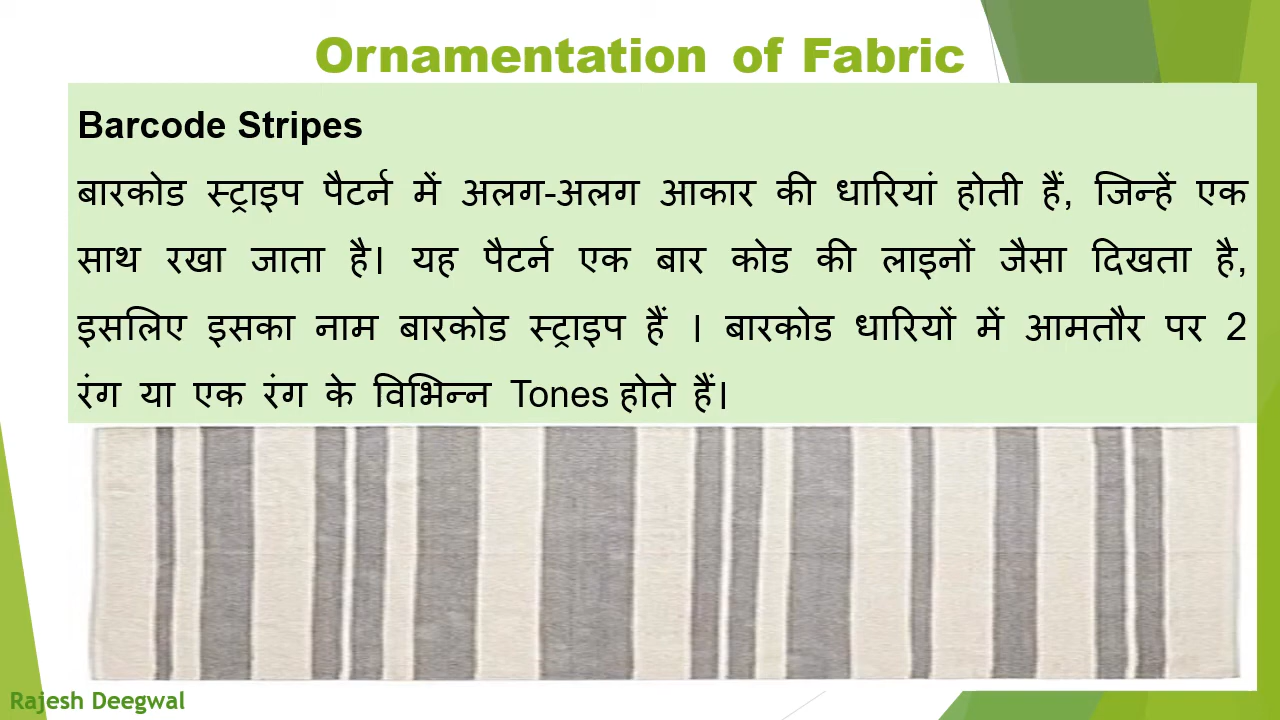 Ornamentation of Fabric
Barcode Stripes
बारकोड स्ट्राइप पैटर्न में अलग-अलग आकार की धारियां होती हैं, जिन्हें एक
साथ रखा जाता है। यह पैटर्न एक बार कोड की लाइनों जैसा दिखता है,
इसलिए इसका नाम बारकोड स्ट्राइप हैं । बारकोड धारियों में आमतौर पर 2
रंग या एक रंग के विभिन्न Tones होते हैं।
Rajesh Deegwal